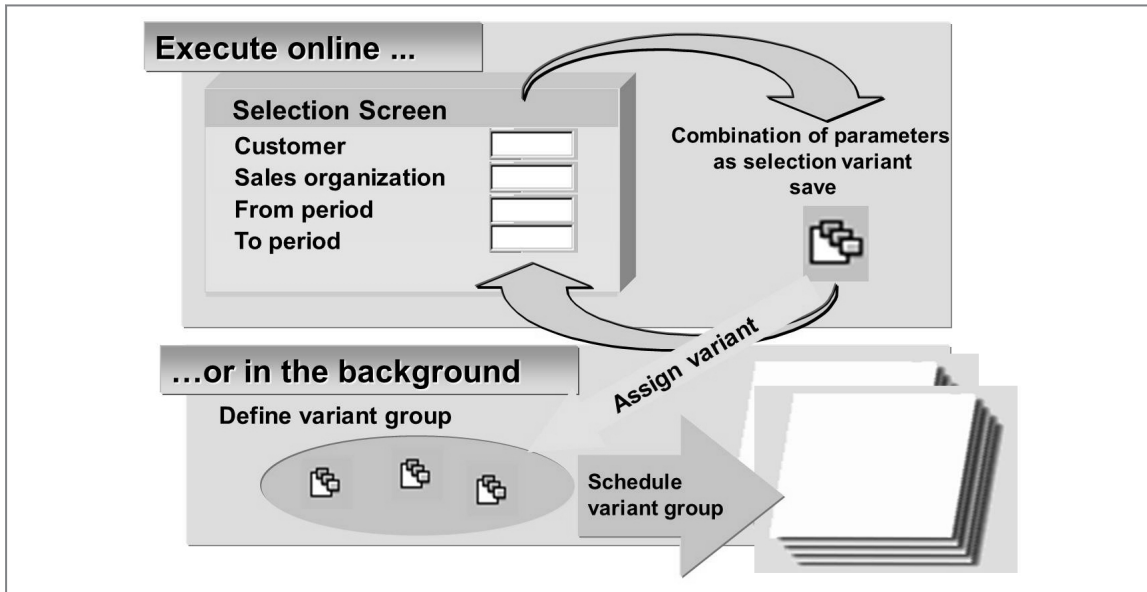 Execute online ...
Selection Screen
Customer
Sales organization
From period
To period
Combination of parameters
as selection variant
save
Assign variant
...or in the background
Define variant group
Schedule
variant group